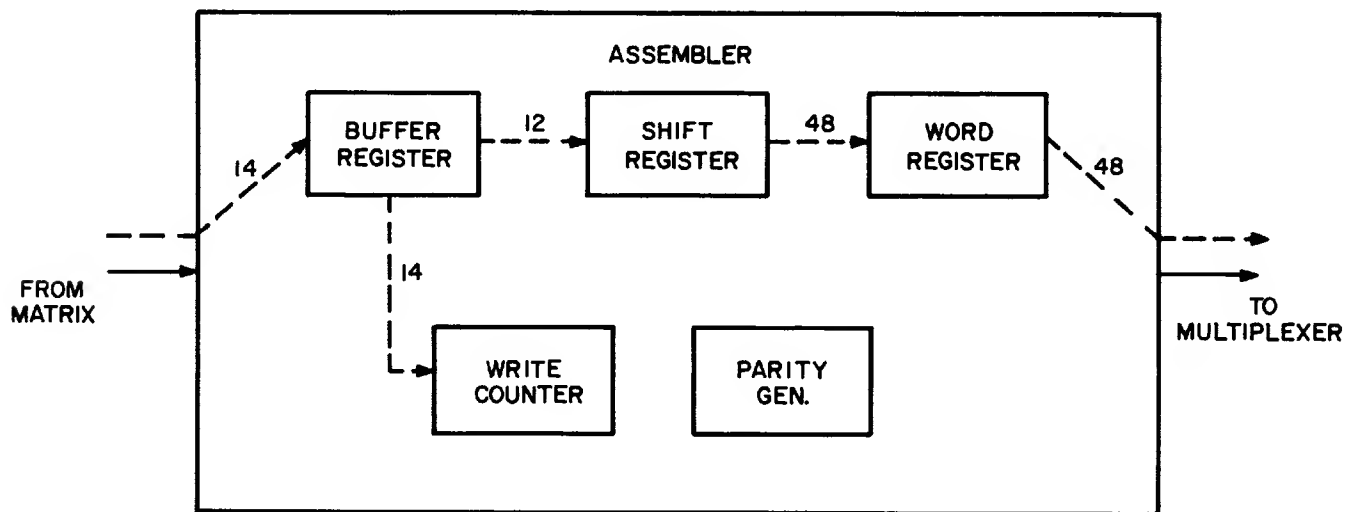 ASSEMBLER
BUFFER
REGISTER
12
SHIFT
REGISTER
48
WORD
REGISTER
14
48
14
FROM
MATRIX
TO
MULTIPLEXER
WRITE
COUNTER
PARITY
GEN.